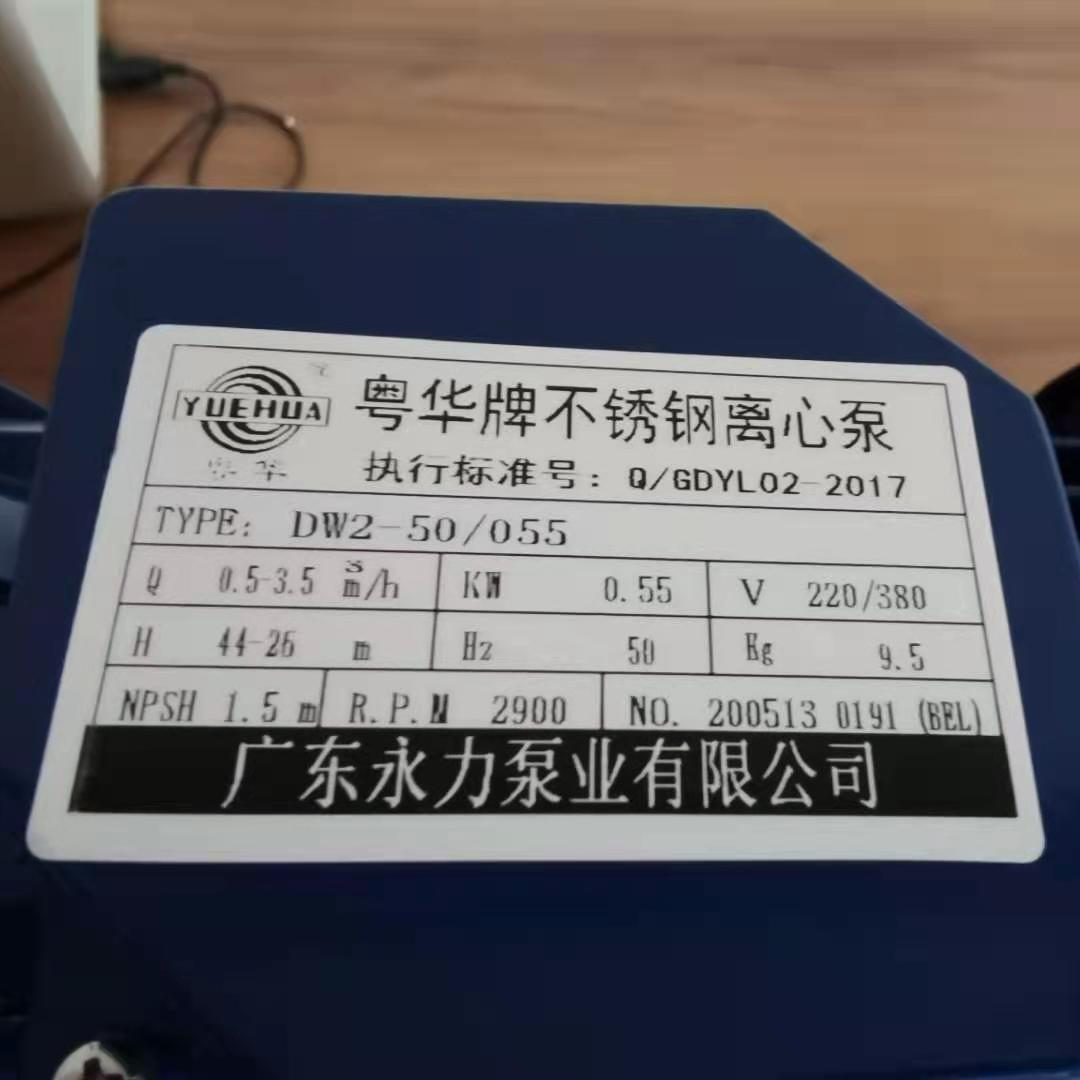 YUEHUA
粤华牌不锈钢离心泵
执行标准号：Q/GDYL02-2017
TYPE: DW2-50/055
Q 0.5-3.5 m³/h KW 0.55 V 220/380
H 44-26 m Hz 50 Kg 9.5
NPSH 1.5 m R.P.M 2900 NO. 200513 0191 (BEL)
广东永力泵业有限公司